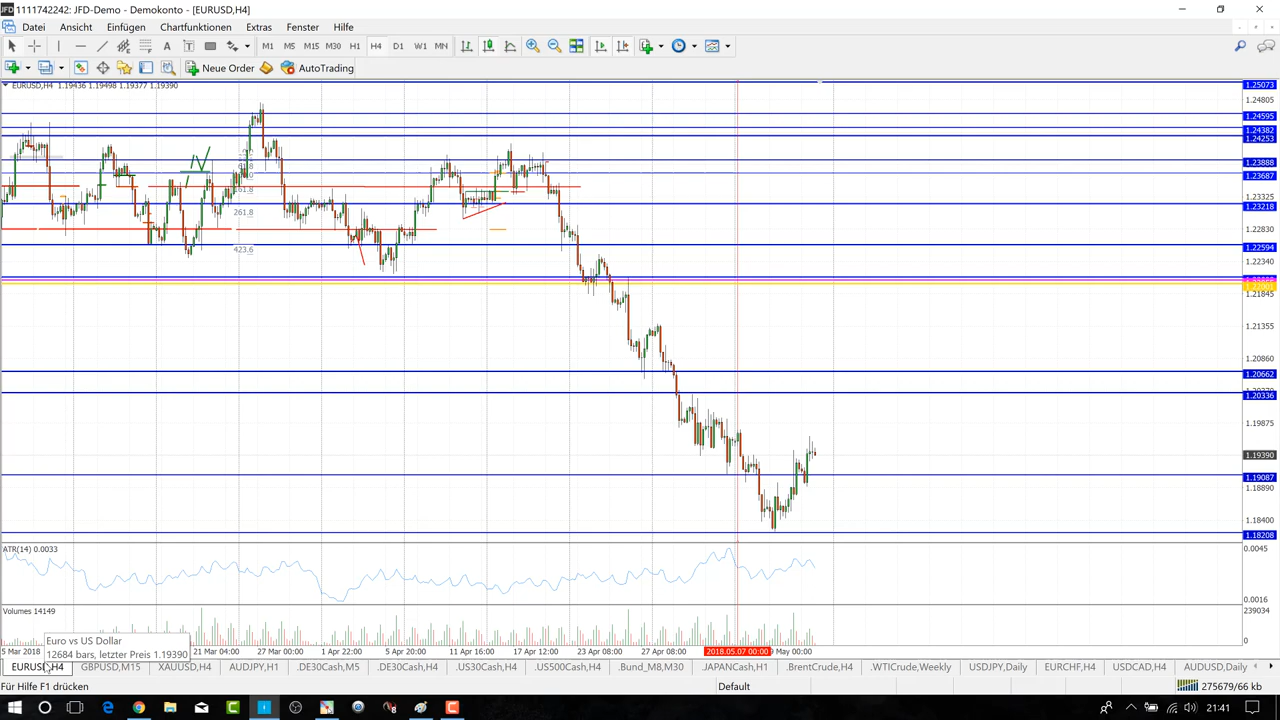 1111742242: JFD-Demo - Demokonto - [EURUSD,H4]
Datei Ansicht Einfügen Chartfunktionen Extras Fenster Hilfe
A T M1 M5 M15 M30 H1 H4 D1 W1 MN
Neue Order AutoTrading
EURUSD,H4 1.19436 1.19498 1.19377 1.19390
1.25073
1.24805
1.24595
1.24382
1.24253
1.23888
1.23687
261.8
1.23325
1.23218
261.8
1.22830
1.22594
423.6
1.22340
1.22001
1.21845
1.21355
1.20860
1.20662
1.20336
1.19875
1.19390
1.19087
1.18890
1.18400
1.18208
ATR(14) 0.0033
0.0045
0.0016
Volumes 14149
239034
0
Euro vs US Dollar
12684 bars, letzter Preis 1.19390
5 Mar 2018 21 Mar 04:00 27 Mar 00:00 1 Apr 22:00 5 Apr 20:00 11 Apr 16:00 17 Apr 12:00 23 Apr 08:00 27 Apr 08:00 2018.05.07 00:00 9 May 00:00
EURUSD,H4 GBPUSD,M15 XAUUSD,H4 AUDJPY,H1 .DE30Cash,M5 .DE30Cash,H4 .US30Cash,H4 .US500Cash,H4 .Bund_M8,M30 .JAPANCash,H1 .BrentCrude,H4 .WTICrude,Weekly USDJPY,Daily EURCHF,H4 USDCAD,H4 AUDUSD,Daily
Für Hilfe F1 drücken Default 275679/66 kb
21:41